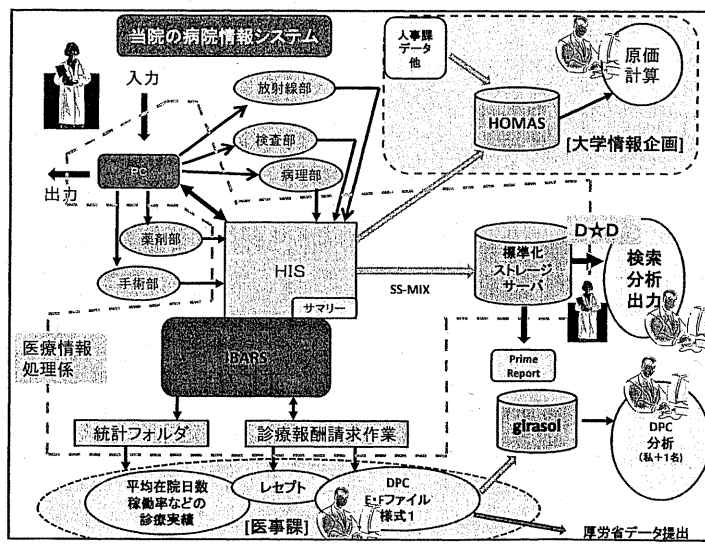 当院の病院情報システム
人事課
データ
他
原価
計算
HOMAS
[大学情報企画]
入力
放射線部
検査部
病理部
PC
出力
薬剤部
手術部
HIS
サマリー
SS-MIX
標準化
ストレージ
サーバ
D☆D
検索
分析
出力
医療情報
処理係
IBARS
Prime
Report
girasol
DPC
分析
(私+1名)
統計フォルダ
診療報酬請求作業
平均在院日数
稼働率などの
診療実績
レセプト
DPC
E・Fファイル
様式1
[医事課]
厚労省データ提出